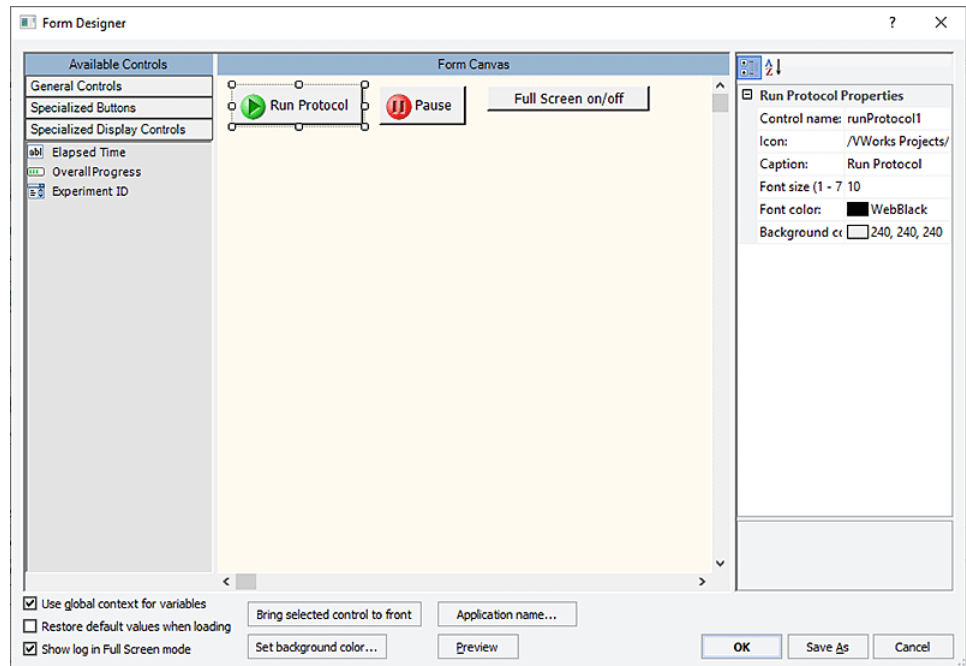 Form Designer
? ×
Available Controls
General Controls
Specialized Buttons
Specialized Display Controls
abl Elapsed Time
OverallProgress
Experiment ID
Form Canvas
Run Protocol
Pause
Full Screen on/off
A Z
Run Protocol Properties
Control name: runProtocol1
Icon: /VWorks Projects/
Caption: Run Protocol
Font size (1 - 7 10
Font color: WebBlack
Background cc 240, 240, 240
Use global context for variables
Restore default values when loading
Show log in Full Screen mode
Bring selected control to front
Application name...
Set background color...
Preview
OK
Save As
Cancel